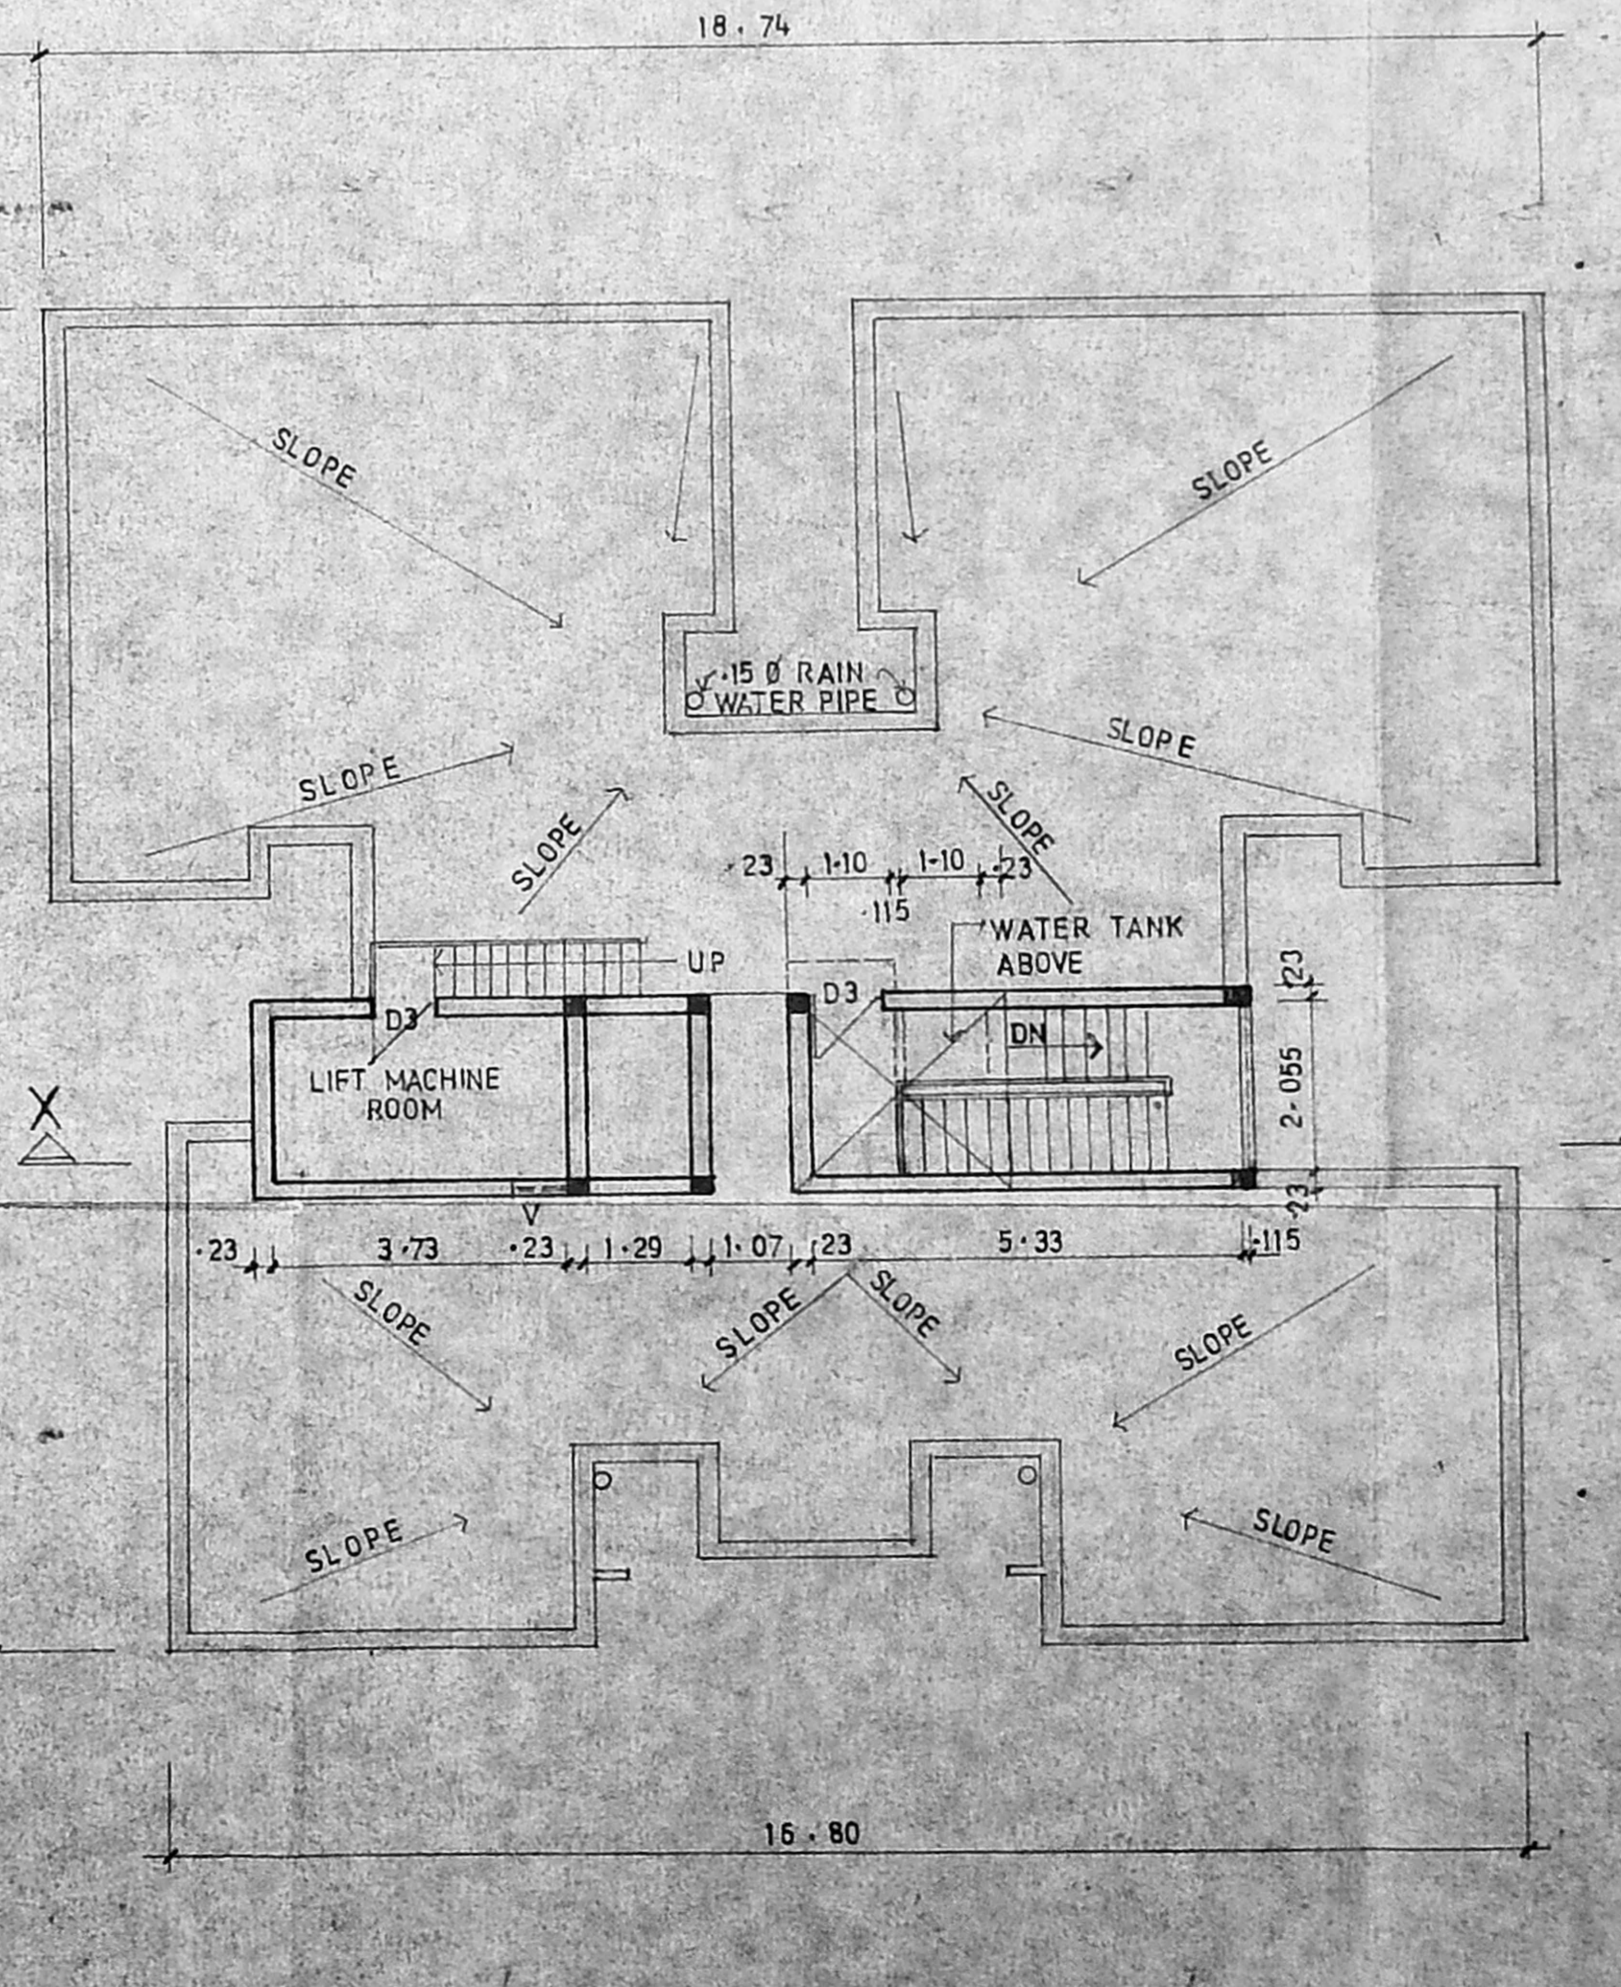 18.74
SLOPE
SLOPE
.15 Ø RAIN
WATER PIPE
SLOPE
SLOPE
SLOPE
SLOPE
.23
1.10
1.10
.23
.115
WATER TANK
ABOVE
UP
D3
.23
D3
DN
LIFT MACHINE
ROOM
2.055
X
.23
V
.23
3.73
.23
1.29
1.07
.23
5.33
.115
SLOPE
SLOPE
SLOPE
SLOPE
SLOPE
SLOPE
16.80